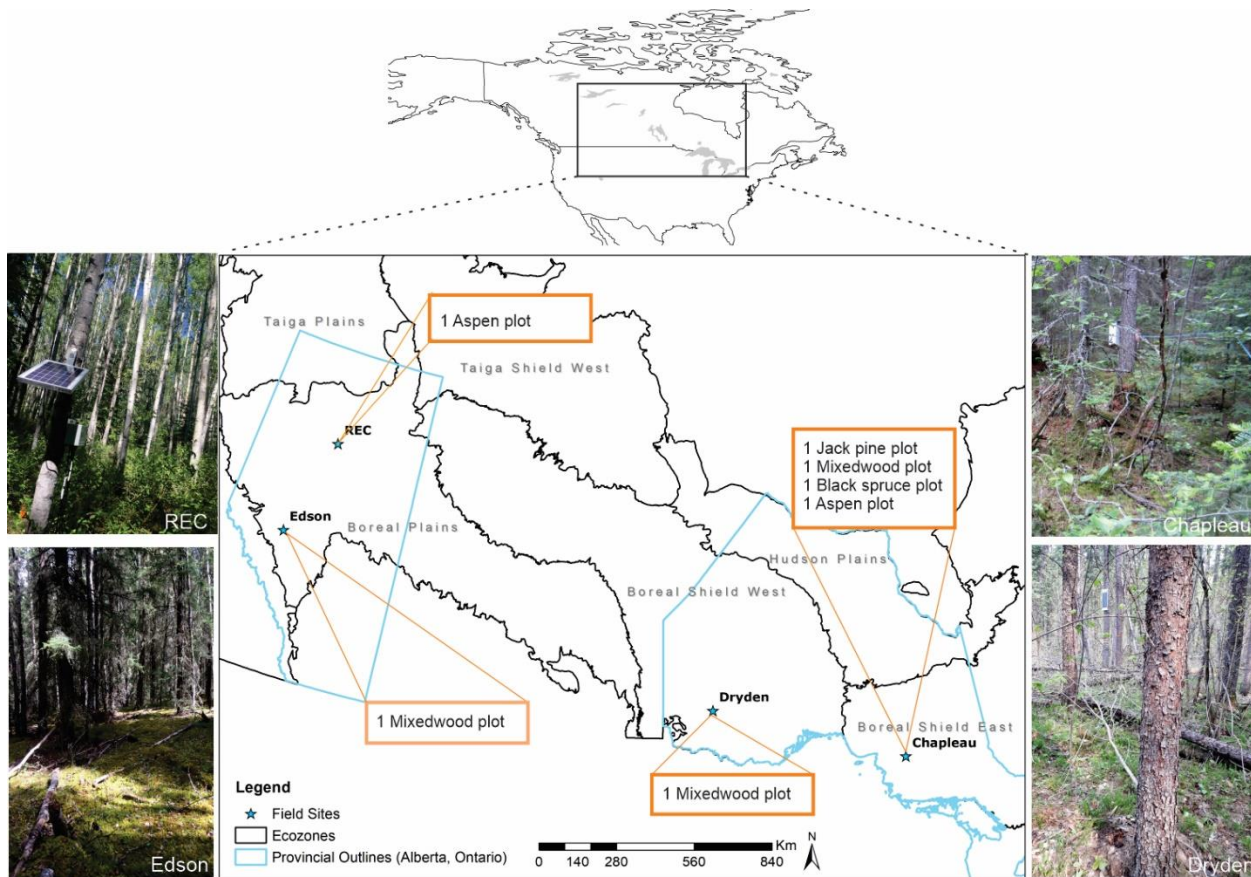 Taiga Plains
1 Aspen plot
Taiga Shield West
REC
1 Jack pine plot
1 Mixedwood plot
1 Black spruce plot
1 Aspen plot
REC
Chapleau
Edson
Boreal Plains
Hudson Plains
Boreal Shield West
1 Mixedwood plot
Dryden
Boreal Shield East
Chapleau
Legend
Field Sites
Ecozones
Provincial Outlines (Alberta, Ontario)
1 Mixedwood plot
Km
0 140 280 560 840
N
Edson
Dryden